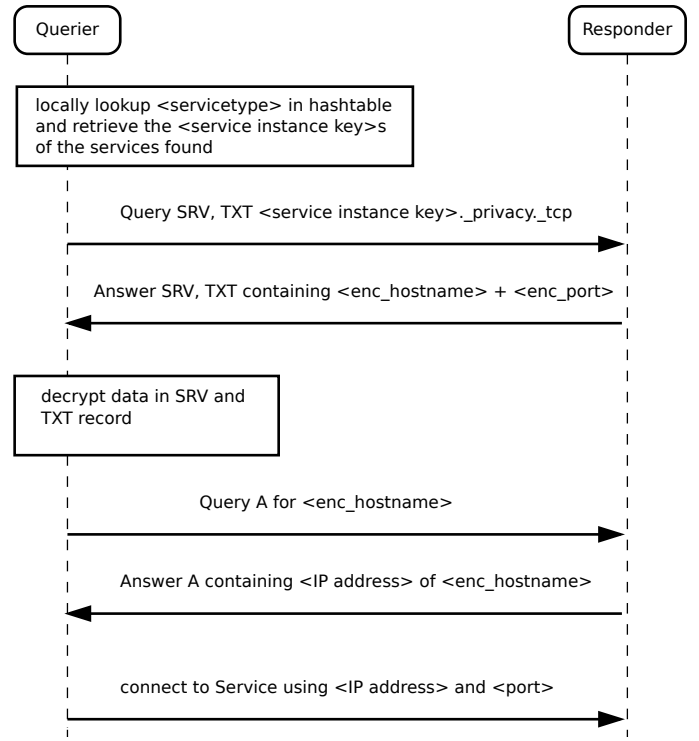 Querier
Responder
locally lookup <servicetype> in hashtable
and retrieve the <service instance key>s
of the services found
Query SRV, TXT <service instance key>._privacy._tcp
Answer SRV, TXT containing <enc_hostname> + <enc_port>
decrypt data in SRV and
TXT record
Query A for <enc_hostname>
Answer A containing <IP address> of <enc_hostname>
connect to Service using <IP address> and <port>